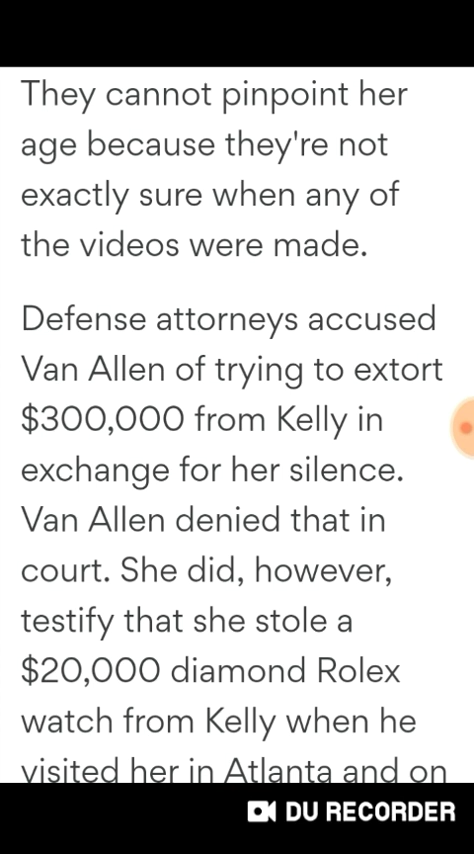 They cannot pinpoint her
age because they're not
exactly sure when any of
the videos were made.
Defense attorneys accused
Van Allen of trying to extort
$300,000 from Kelly in
exchange for her silence.
Van Allen denied that in
court. She did, however,
testify that she stole a
$20,000 diamond Rolex
watch from Kelly when he
visited her in Atlanta and on
DU RECORDER